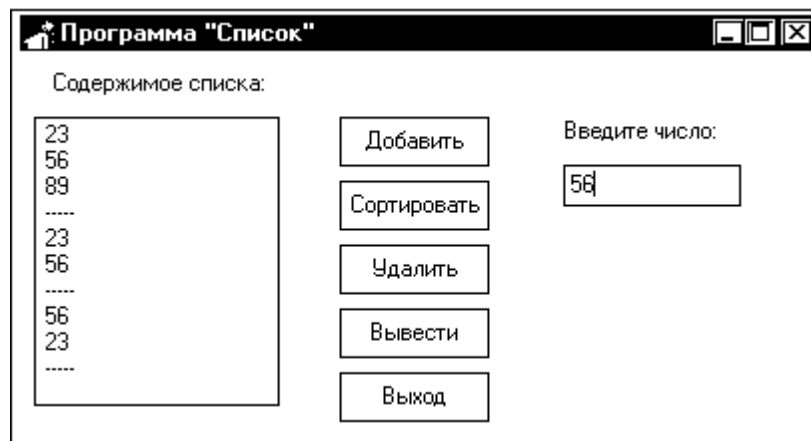 Программа "Список"
Содержимое списка:
23
56
89
-----
23
56
-----
56
23
-----
Добавить
Сортировать
Удалить
Вывести
Выход
Введите число:
56